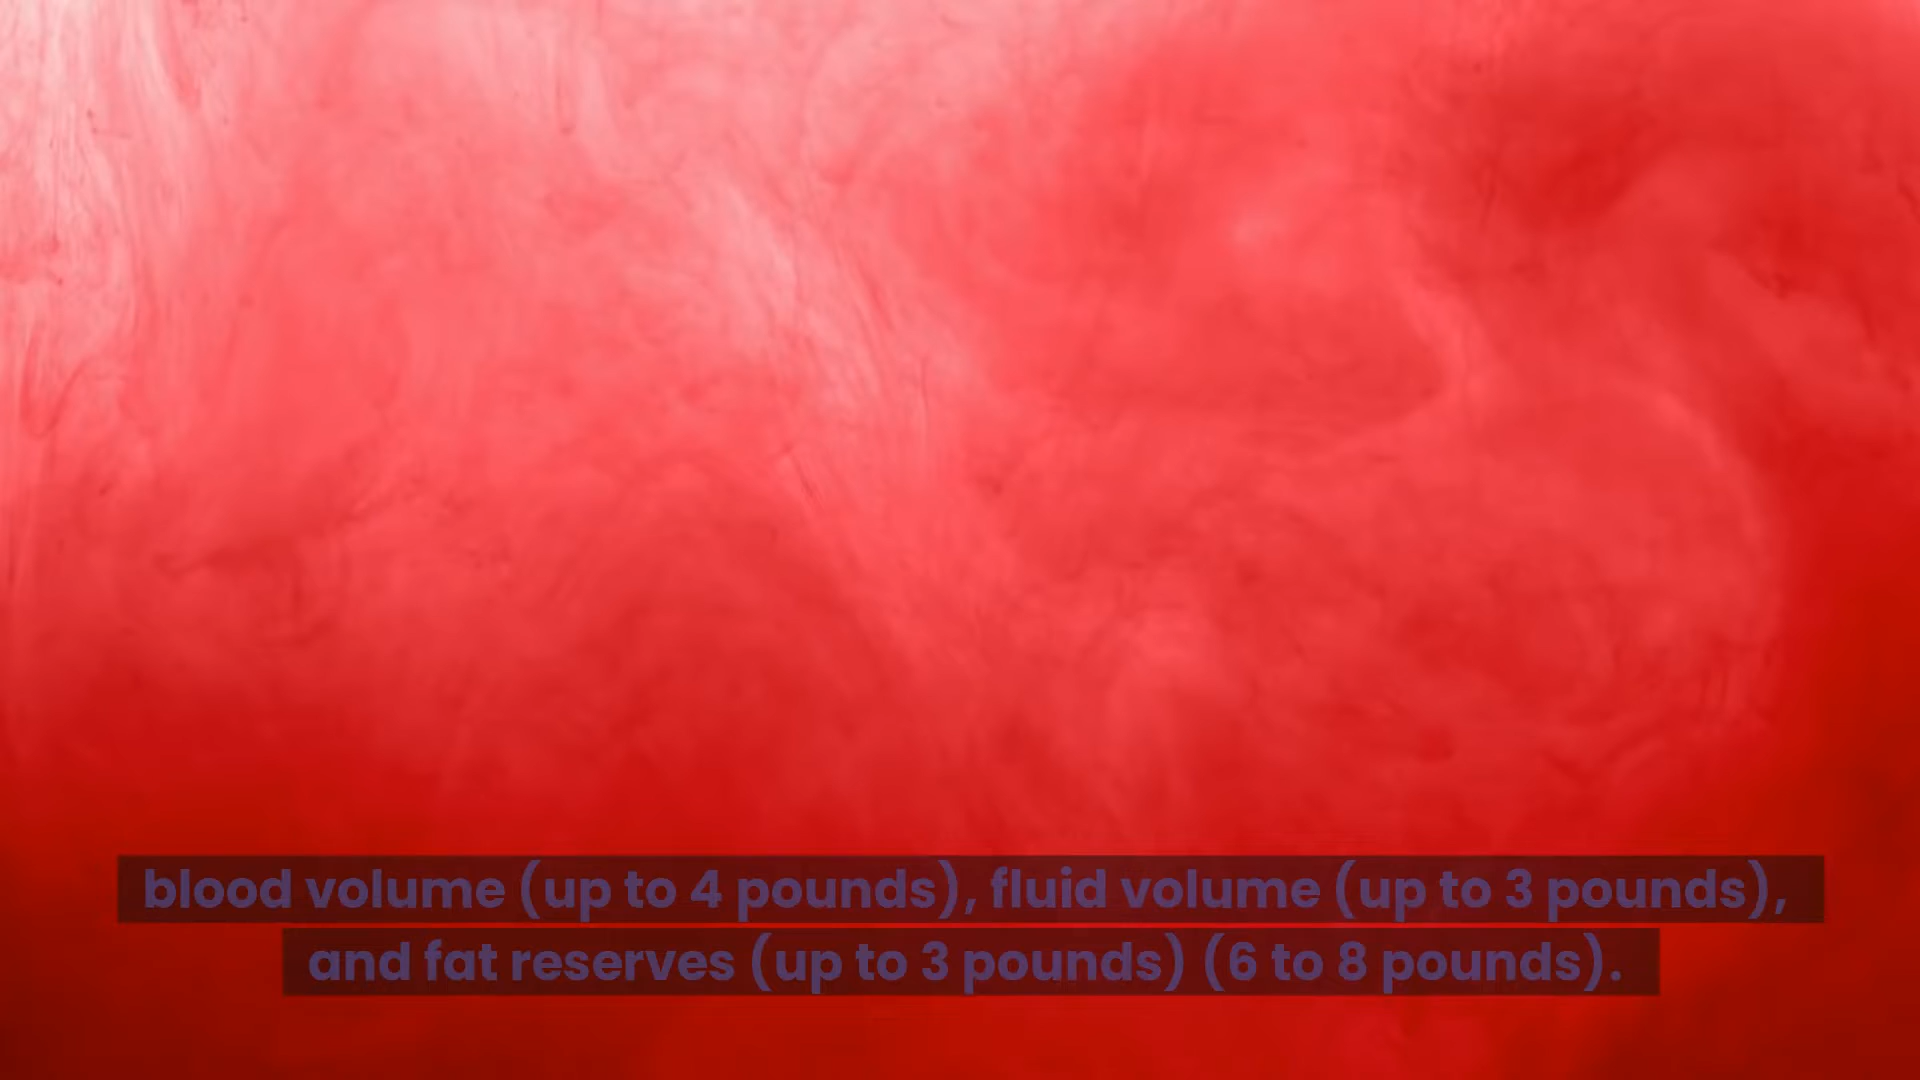 blood volume (up to 4 pounds), fluid volume (up to 3 pounds),
and fat reserves (up to 3 pounds) (6 to 8 pounds).